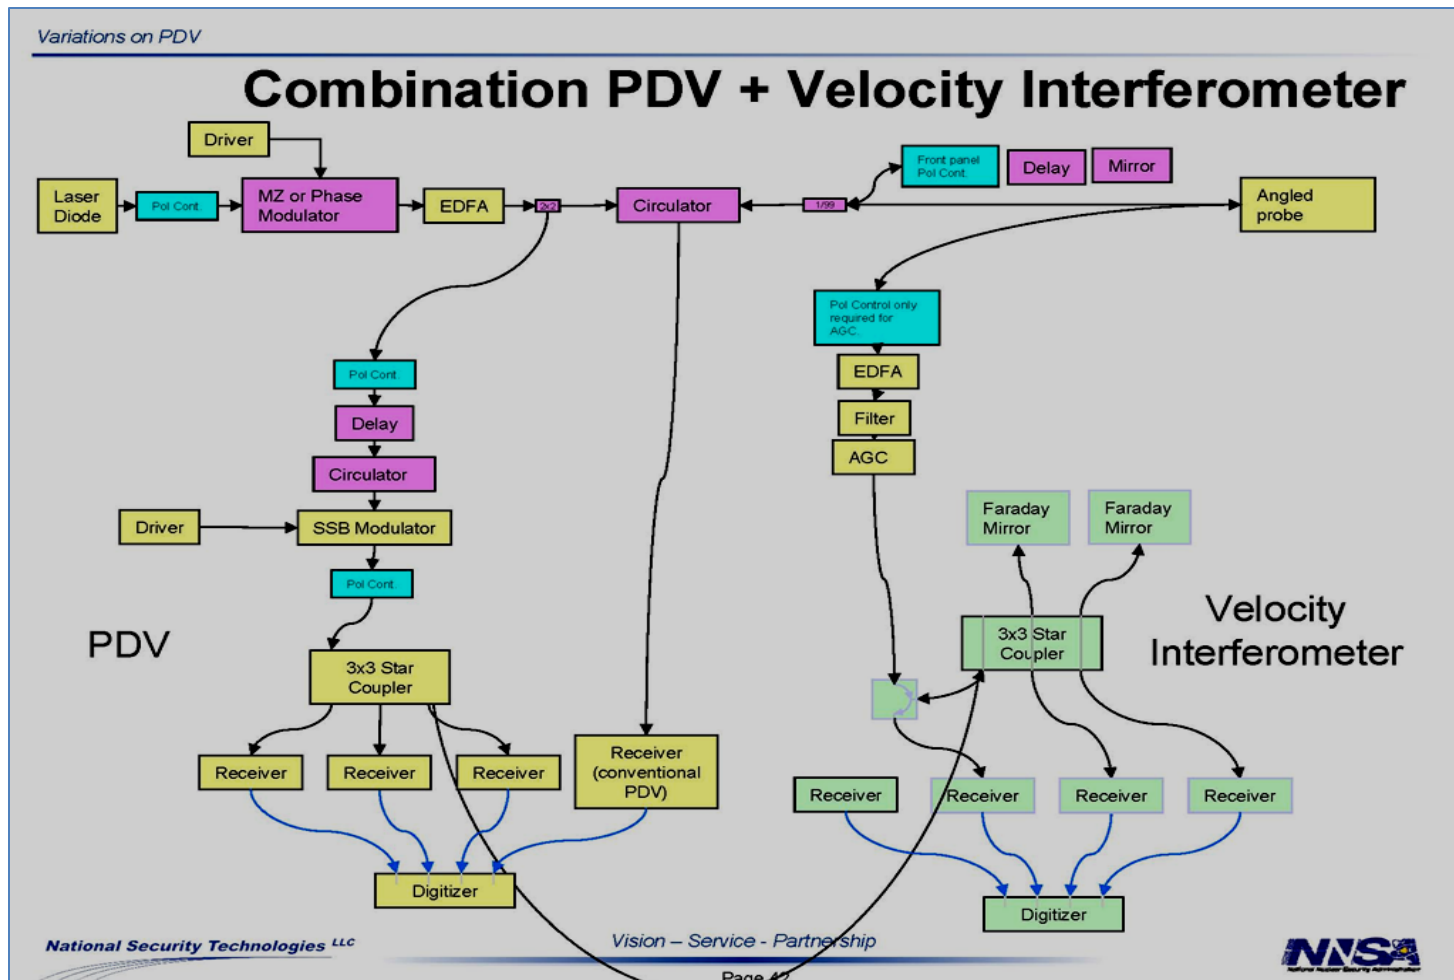 Variations on PDV
Combination PDV + Velocity Interferometer
Driver
Laser
Diode
Pol Cont.
MZ or Phase
Modulator
EDFA
2x2
Circulator
1/99
Front panel
Pol Cont.
Delay
Mirror
Angled
probe
Pol Control only
required for
AGC.
EDFA
Filter
AGC
Pol Cont.
Delay
Circulator
Driver
SSB Modulator
Pol Cont.
PDV
3x3 Star
Coupler
Receiver
Receiver
Receiver
Receiver
(conventional
PDV)
Digitizer
Faraday
Mirror
Faraday
Mirror
3x3 Star
Coupler
Velocity
Interferometer
Receiver
Receiver
Receiver
Receiver
Digitizer
National Security Technologies LLC
Vision – Service - Partnership
Page 42
NNSA